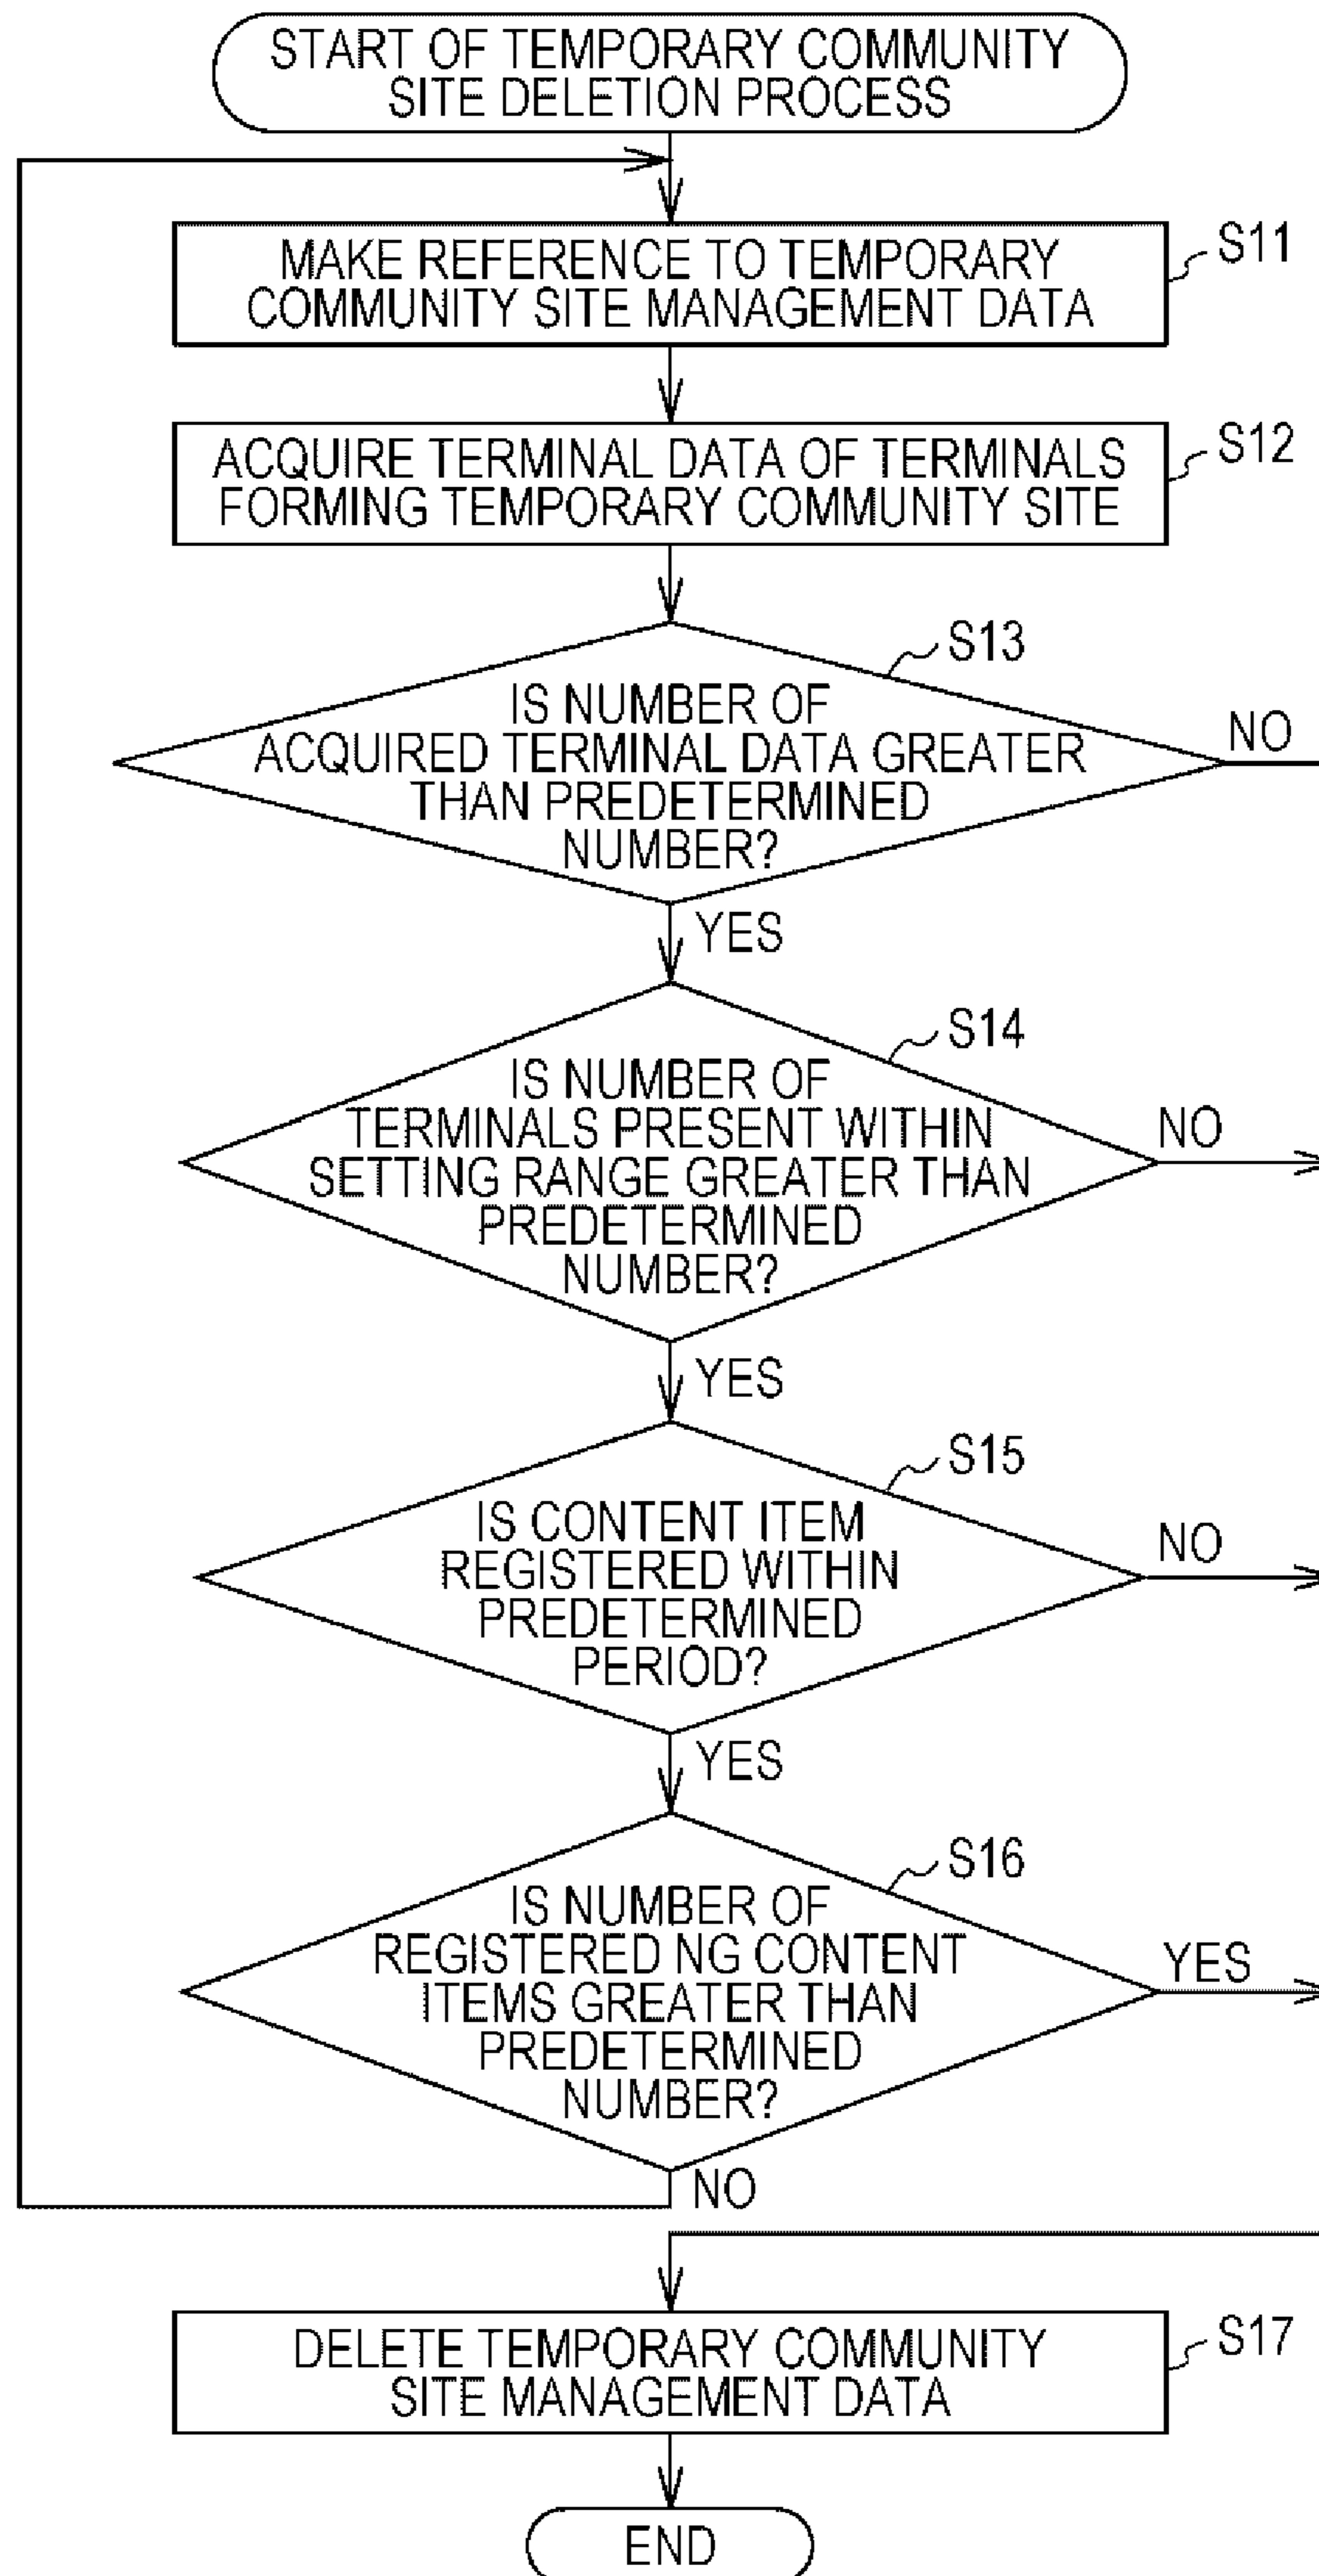 START OF TEMPORARY COMMUNITY
SITE DELETION PROCESS
MAKE REFERENCE TO TEMPORARY
COMMUNITY SITE MANAGEMENT DATA
S11
ACQUIRE TERMINAL DATA OF TERMINALS
FORMING TEMPORARY COMMUNITY SITE
S12
S13
IS NUMBER OF
ACQUIRED TERMINAL DATA GREATER
THAN PREDETERMINED
NUMBER?
NO
YES
S14
IS NUMBER OF
TERMINALS PRESENT WITHIN
SETTING RANGE GREATER THAN
PREDETERMINED
NUMBER?
NO
YES
S15
IS CONTENT ITEM
REGISTERED WITHIN
PREDETERMINED
PERIOD?
NO
YES
S16
IS NUMBER OF
REGISTERED NG CONTENT
ITEMS GREATER THAN
PREDETERMINED
NUMBER?
YES
NO
DELETE TEMPORARY COMMUNITY
SITE MANAGEMENT DATA
S17
END